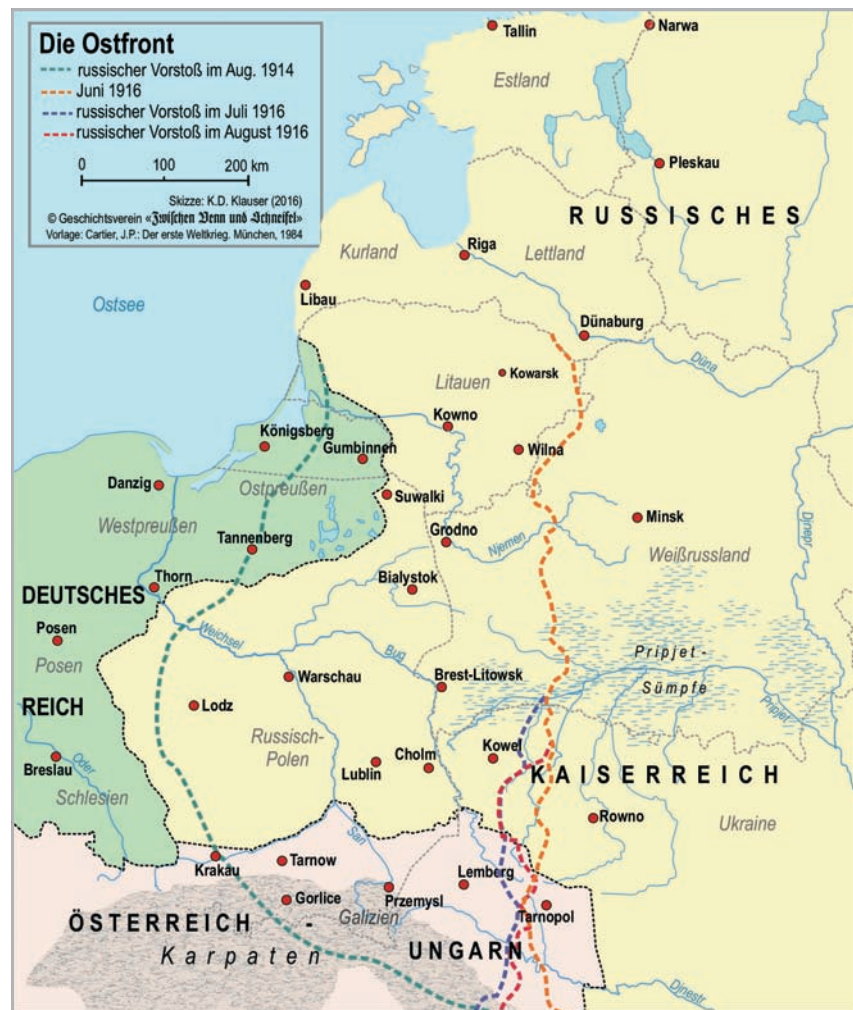 Die Ostfront
russischer Vorstoß im Aug. 1914
Juni 1916
russischer Vorstoß im Juli 1916
russischer Vorstoß im August 1916
0 100 200 km
Skizze: K.D. Klauser (2016)
© Geschichtsverein «Zwischen Venn und Schneifel»
Vorlage: Cartier, J.P.: Der erste Weltkrieg. München, 1984
Tallin
Narwa
Estland
Pleskau
RUSSISCHES
Riga
Kurland
Lettland
Libau
Ostsee
Dünaburg
Düna
Kowarsk
Litauen
Kowno
Königsberg
Gumbinnen
Wilna
Danzig
Ostpreußen
Suwalki
Westpreußen
Minsk
Dnjepr
Tannenberg
Grodno
Njemen
Weißrussland
Thorn
Bialystok
DEUTSCHES
Posen
Weichsel
Bug
Pripjet-
Posen
Warschau
Brest-Litowsk
Sümpfe
REICH
Lodz
Pripjet
Russisch-
Polen
Cholm
Kowel
Oder
Breslau
Lublin
KAISERREICH
Schlesien
Rowno
Ukraine
San
Krakau
Tarnow
Lemberg
Gorlice
Przemysl
Tarnopol
Galizien
ÖSTERREICH -
Karpaten
UNGARN
Djnestr